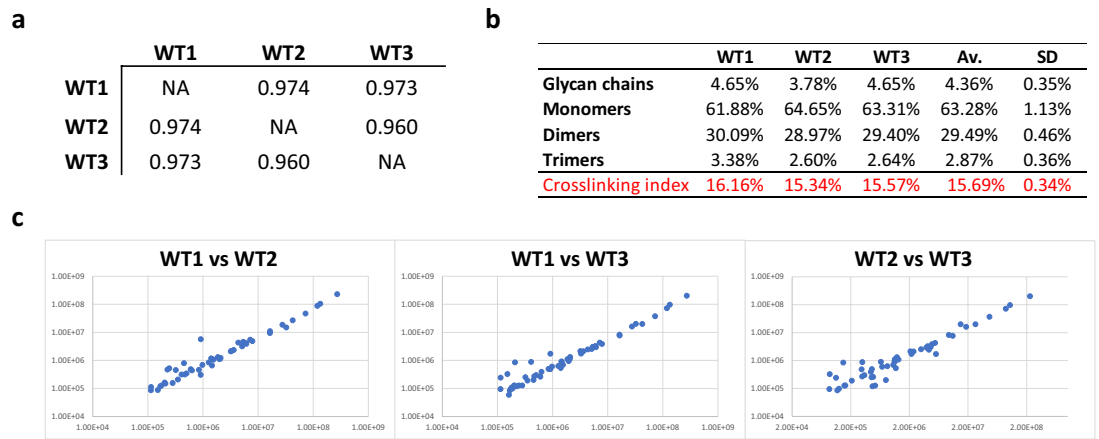 a
WT1 WT2 WT3
WT1 NA 0.974 0.973
WT2 0.974 NA 0.960
WT3 0.973 0.960 NA
b
WT1 WT2 WT3 Av. SD
Glycan chains 4.65% 3.78% 4.65% 4.36% 0.35%
Monomers 61.88% 64.65% 63.31% 63.28% 1.13%
Dimers 30.09% 28.97% 29.40% 29.49% 0.46%
Trimers 3.38% 2.60% 2.64% 2.87% 0.36%
Crosslinking index 16.16% 15.34% 15.57% 15.69% 0.34%
c
WT1 vs WT2
1.00E+09
1.00E+08
1.00E+07
1.00E+06
1.00E+05
1.00E+04
1.00E+04 1.00E+05 1.00E+06 1.00E+07 1.00E+08 1.00E+09
WT1 vs WT3
1.00E+09
1.00E+08
1.00E+07
1.00E+06
1.00E+05
1.00E+04
1.00E+04 1.00E+05 1.00E+06 1.00E+07 1.00E+08 1.00E+09
WT2 vs WT3
1.00E+09
1.00E+08
1.00E+07
1.00E+06
1.00E+05
1.00E+04
2.00E+04 2.00E+05 2.00E+06 2.00E+07 2.00E+08